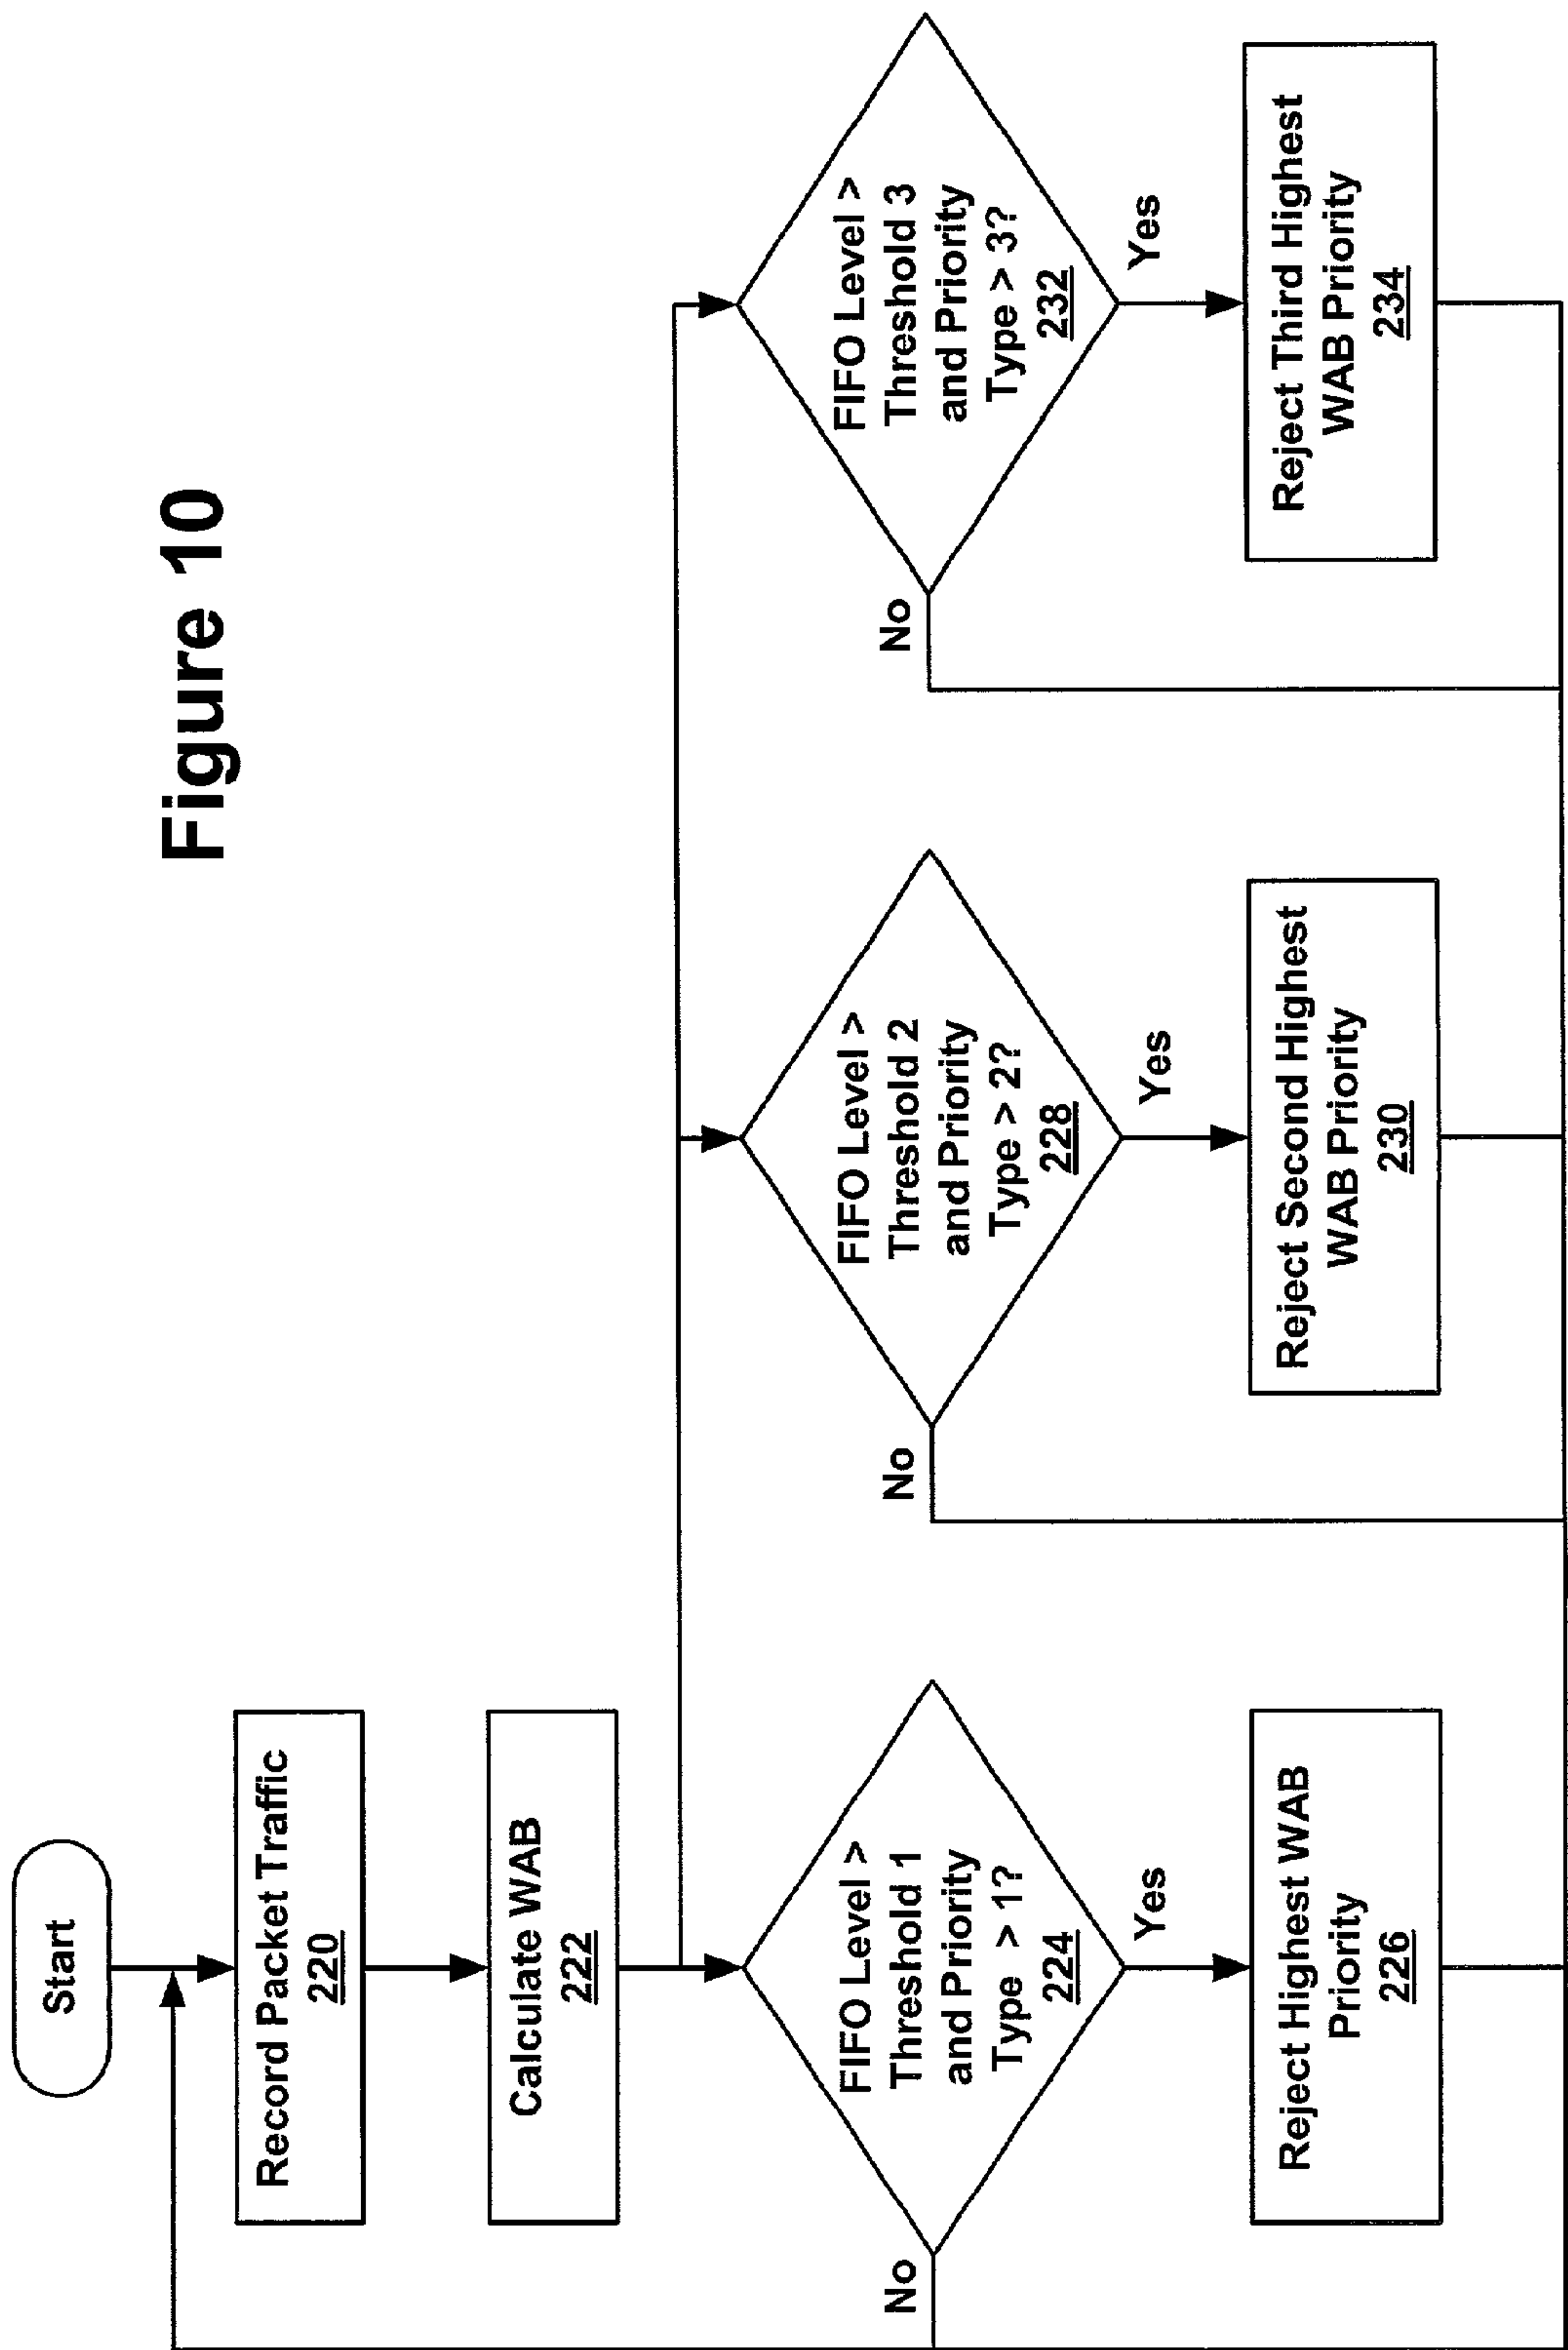 Figure 10
Start
Record Packet Traffic
220
Calculate WAB
222
FIFO Level >
Threshold 1
and Priority
Type > 1?
224
No
Yes
Reject Highest WAB
Priority
226
FIFO Level >
Threshold 2
and Priority
Type > 2?
228
No
Yes
Reject Second Highest
WAB Priority
230
FIFO Level >
Threshold 3
and Priority
Type > 3?
232
No
Yes
Reject Third Highest
WAB Priority
234